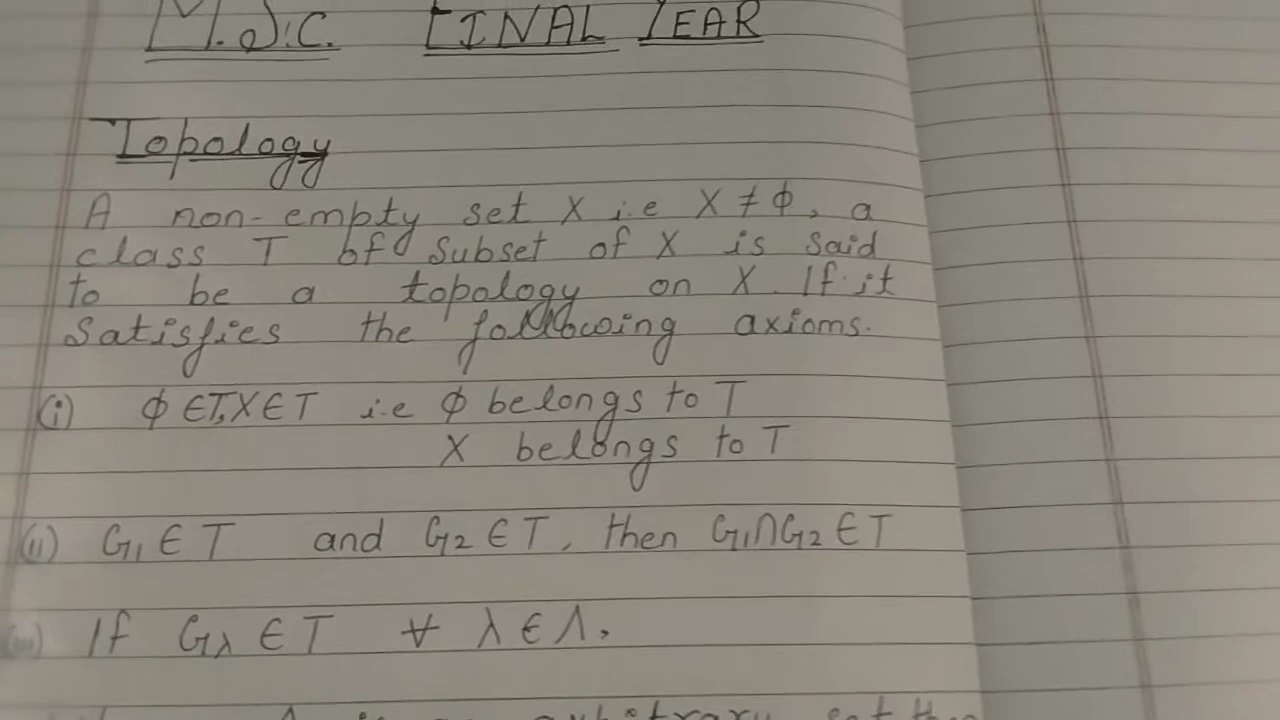 M.Sc. FINAL YEAR
Topology
A non-empty set X i.e X ≠ ϕ, a
class T of Subset of X is said
to be a topology on X. If it
Satisfies the following axioms.
(i) ϕ ∈ T, X ∈ T i.e ϕ belongs to T
X belongs to T
(ii) G₁ ∈ T and G₂ ∈ T, then G₁∩G₂ ∈ T
(iii) If Gλ ∈ T ∀ λ ∈ Λ,